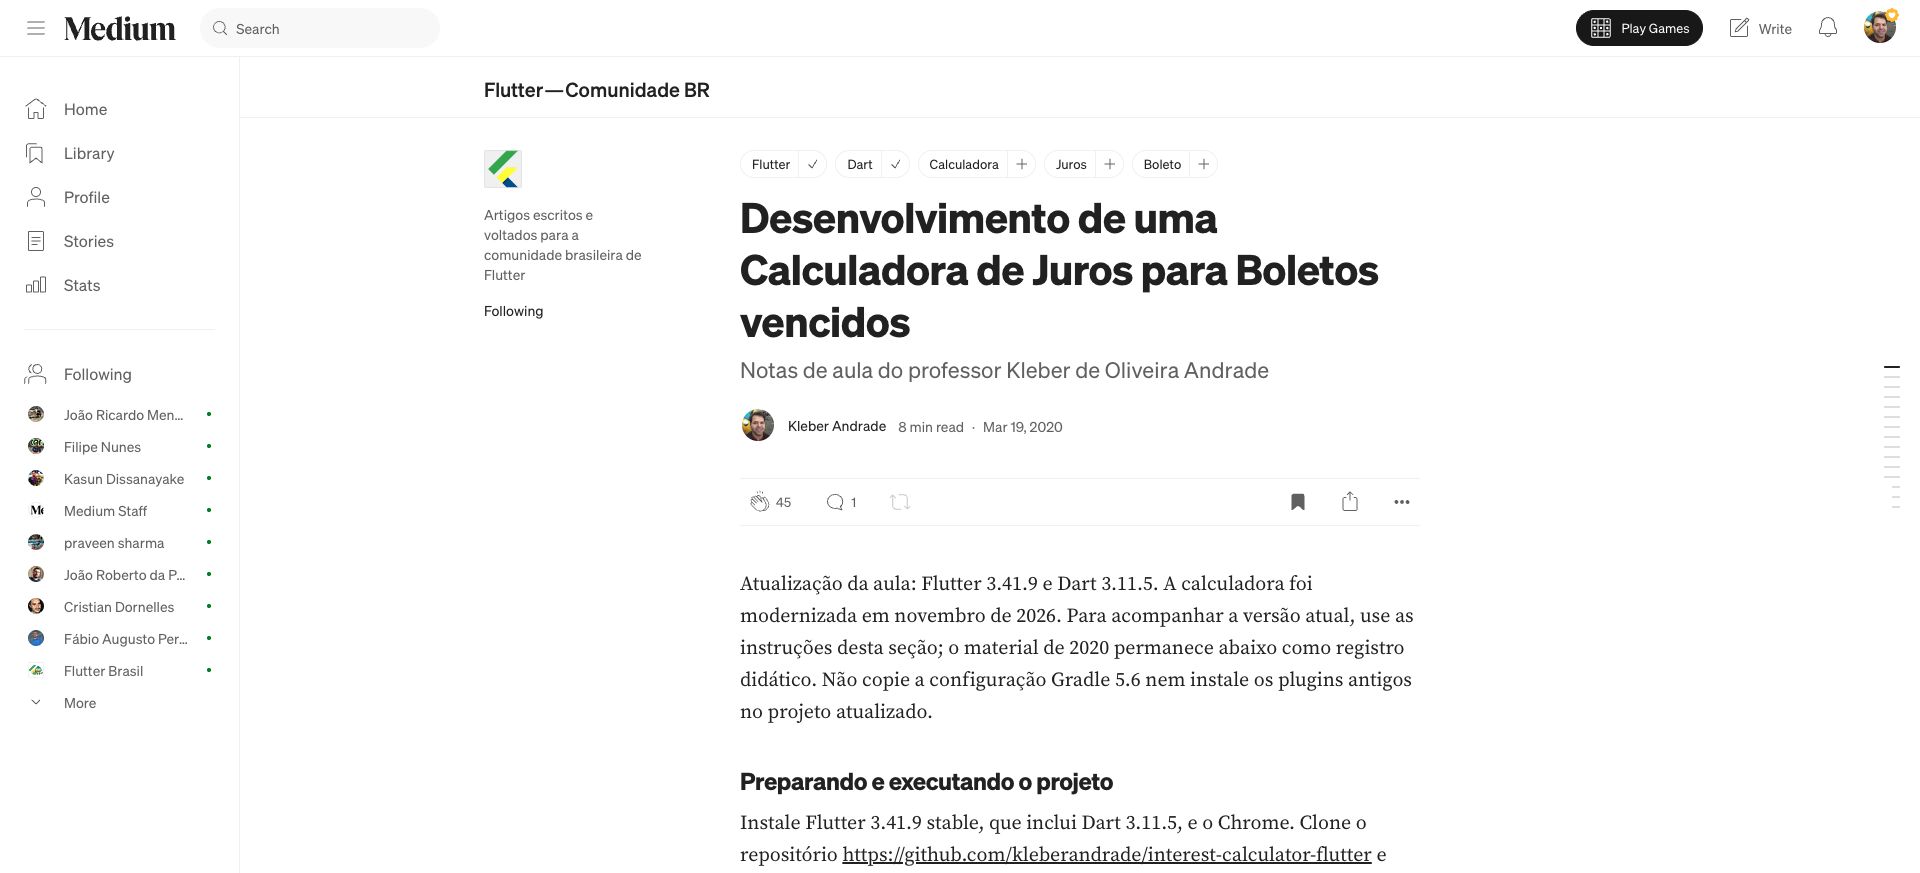 Medium
Search
Play Games
Write
Home
Library
Profile
Stories
Stats
Following
João Ricardo Men...
Filipe Nunes
Kasun Dissanayake
Medium Staff
praveen sharma
João Roberto da P...
Cristian Dornelles
Fábio Augusto Per...
Flutter Brasil
More
Flutter — Comunidade BR
Artigos escritos e
voltados para a
comunidade brasileira de
Flutter
Following
Flutter Dart Calculadora Juros Boleto
Desenvolvimento de uma
Calculadora de Juros para Boletos
vencidos
Notas de aula do professor Kleber de Oliveira Andrade
Kleber Andrade 8 min read · Mar 19, 2020
45 1
Atualização da aula: Flutter 3.41.9 e Dart 3.11.5. A calculadora foi
modernizada em novembro de 2026. Para acompanhar a versão atual, use as
instruções desta seção; o material de 2020 permanece abaixo como registro
didático. Não copie a configuração Gradle 5.6 nem instale os plugins antigos
no projeto atualizado.
Preparando e executando o projeto
Instale Flutter 3.41.9 stable, que inclui Dart 3.11.5, e o Chrome. Clone o
repositório https://github.com/kleberandrade/interest-calculator-flutter e